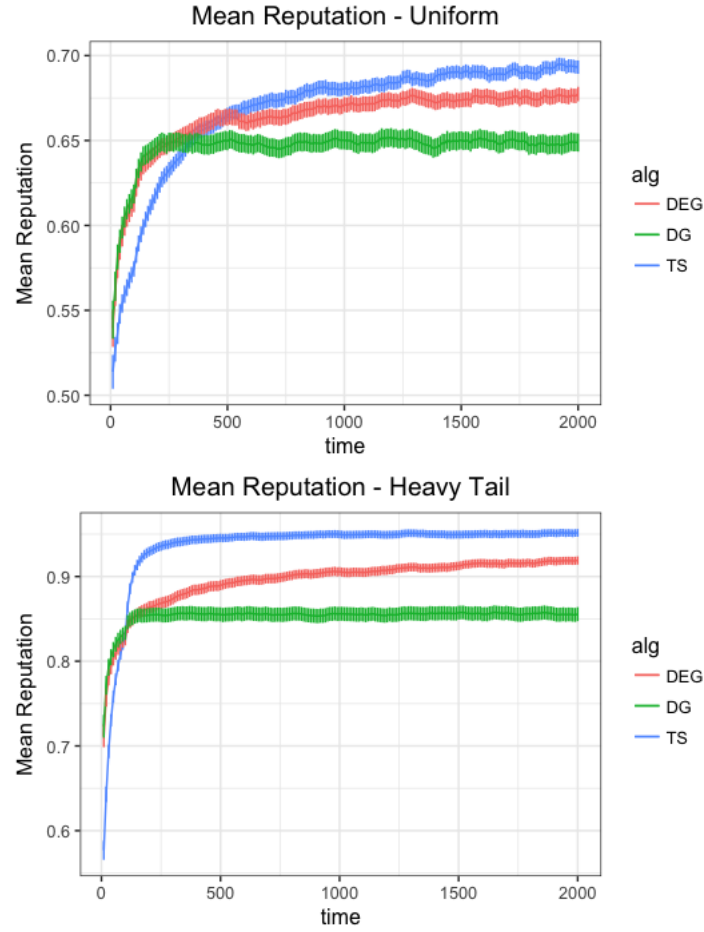 Mean Reputation - Uniform
Mean Reputation
0.70
0.65
0.60
0.55
0.50
0
500
1000
1500
2000
time
alg
DEG
DG
TS
Mean Reputation - Heavy Tail
Mean Reputation
0.9
0.8
0.7
0.6
0
500
1000
1500
2000
time
alg
DEG
DG
TS